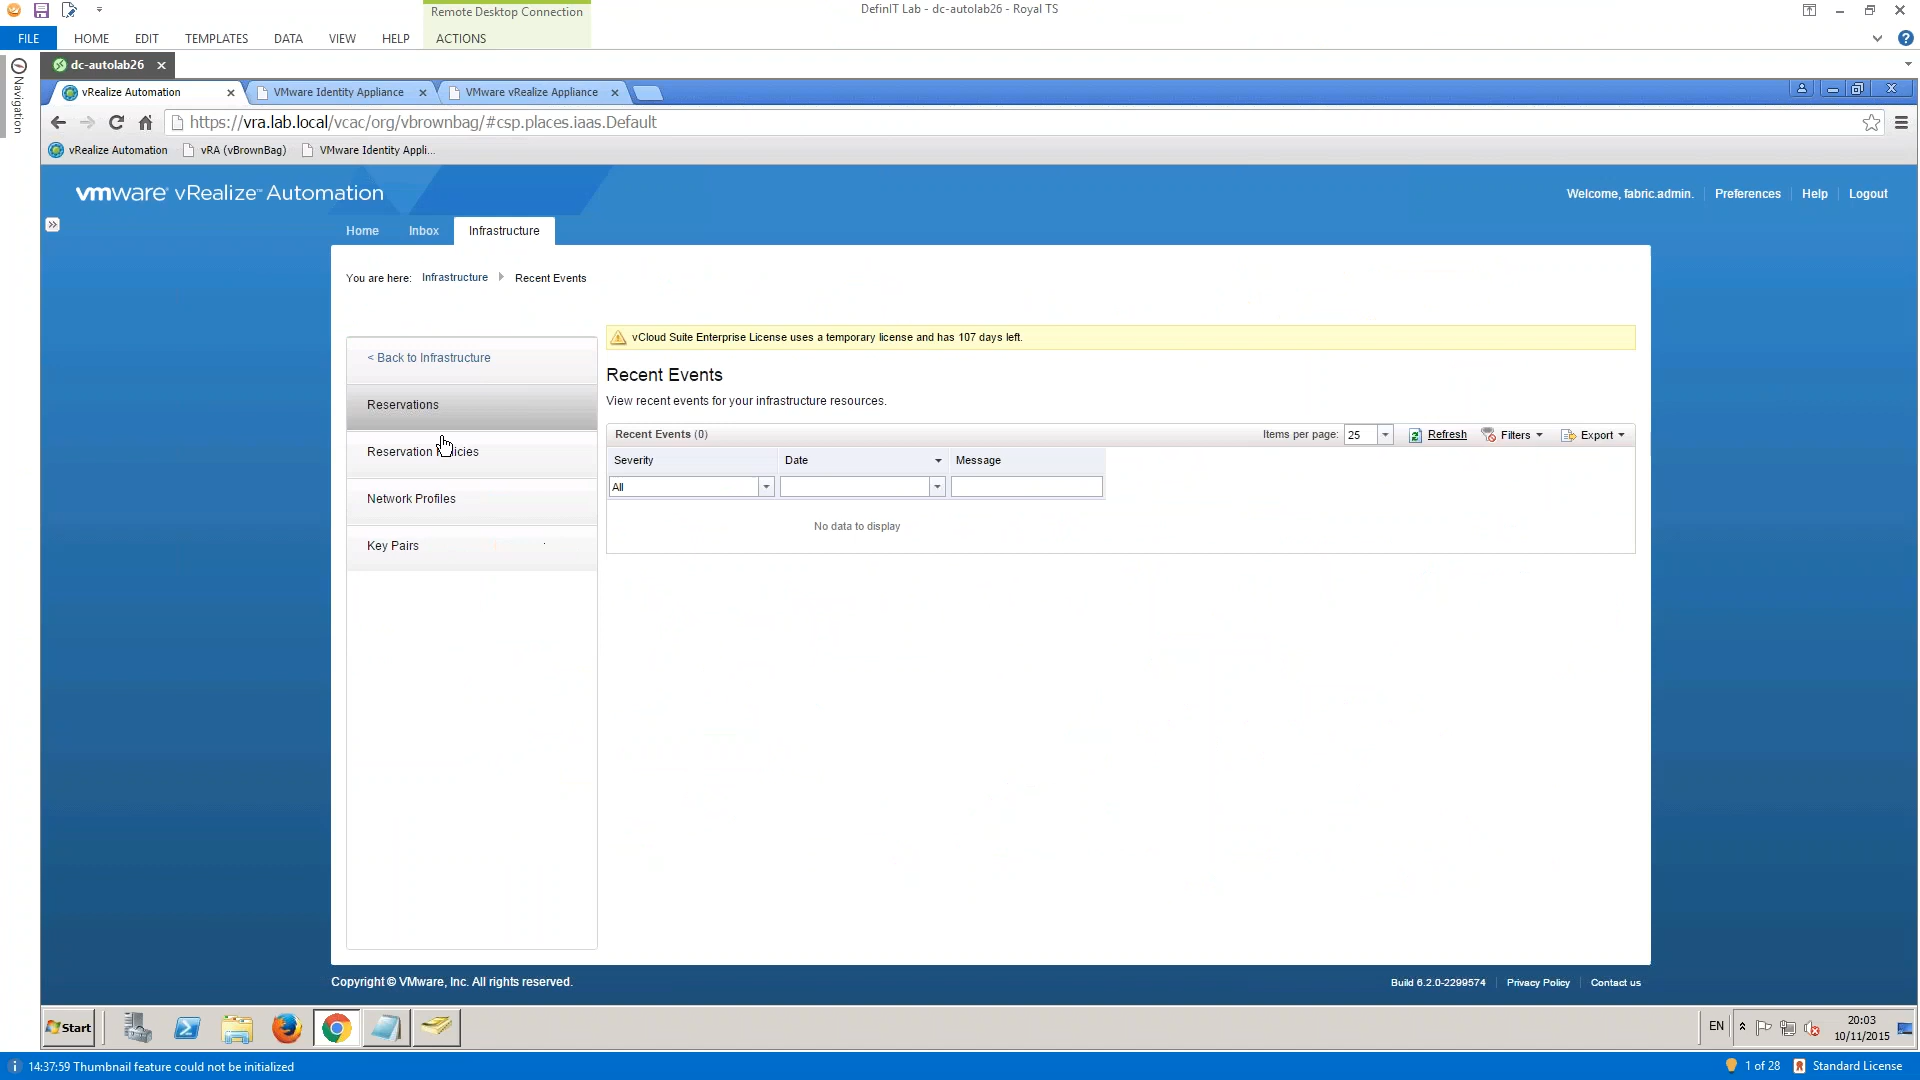 Remote Desktop Connection
DefinIT Lab - dc-autolab26 - Royal TS
FILE HOME EDIT TEMPLATES DATA VIEW HELP ACTIONS
Navigation
dc-autolab26
vRealize Automation VMware Identity Appliance VMware vRealize Appliance
https://vra.lab.local/vcac/org/vbrownbag/#csp.places.iaas.Default
vRealize Automation vRA (vBrownBag) VMware Identity Appli...
vmware vRealize™ Automation
Welcome, fabric.admin. Preferences Help Logout
Home Inbox Infrastructure
You are here: Infrastructure Recent Events
vCloud Suite Enterprise License uses a temporary license and has 107 days left.
< Back to Infrastructure
Reservations
Reservation icies
Network Profiles
Key Pairs
Recent Events
View recent events for your infrastructure resources.
Recent Events (0) Items per page: 25 Refresh Filters Export
Severity Date Message
All
No data to display
Copyright © VMware, Inc. All rights reserved.
Build 6.2.0-2299574 Privacy Policy Contact us
Start
EN
20:03
10/11/2015
14:37:59 Thumbnail feature could not be initialized
1 of 28 Standard License